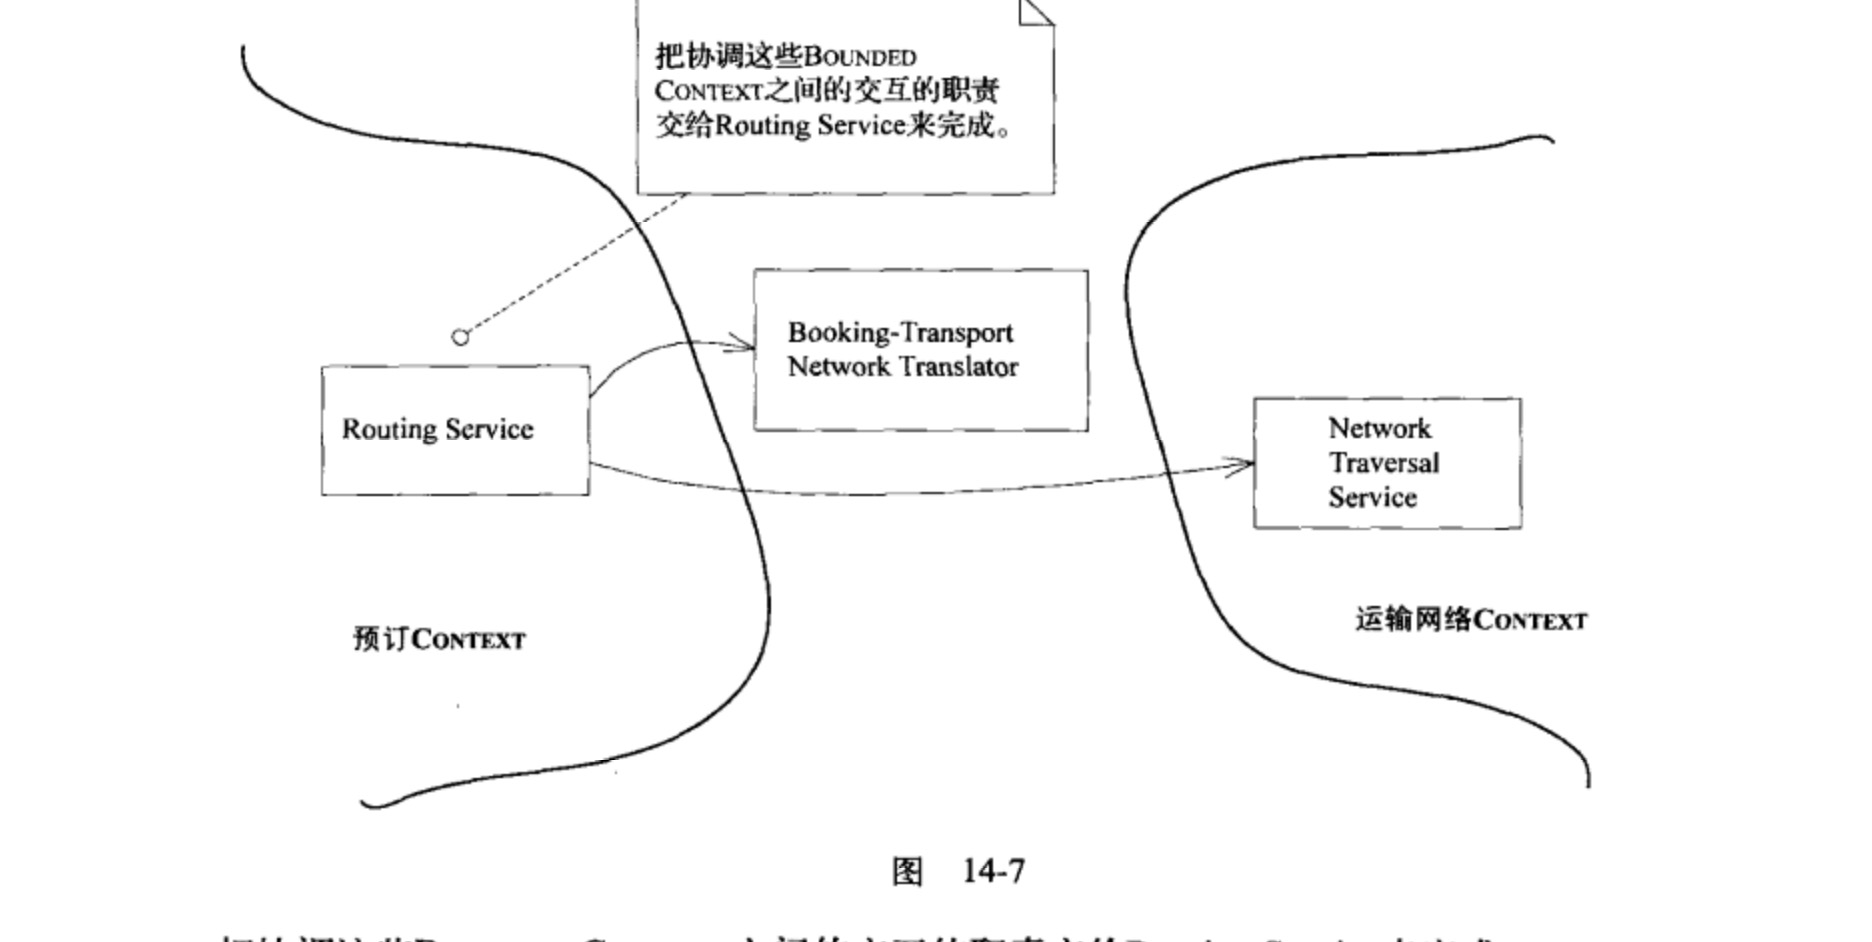 把协调这些BOUNDED
CONTEXT之间的交互的职责
交给Routing Service来完成。
Booking-Transport
Network Translator
Routing Service
Network
Traversal
Service
运输网络CONTEXT
预订CONTEXT
图 14-7